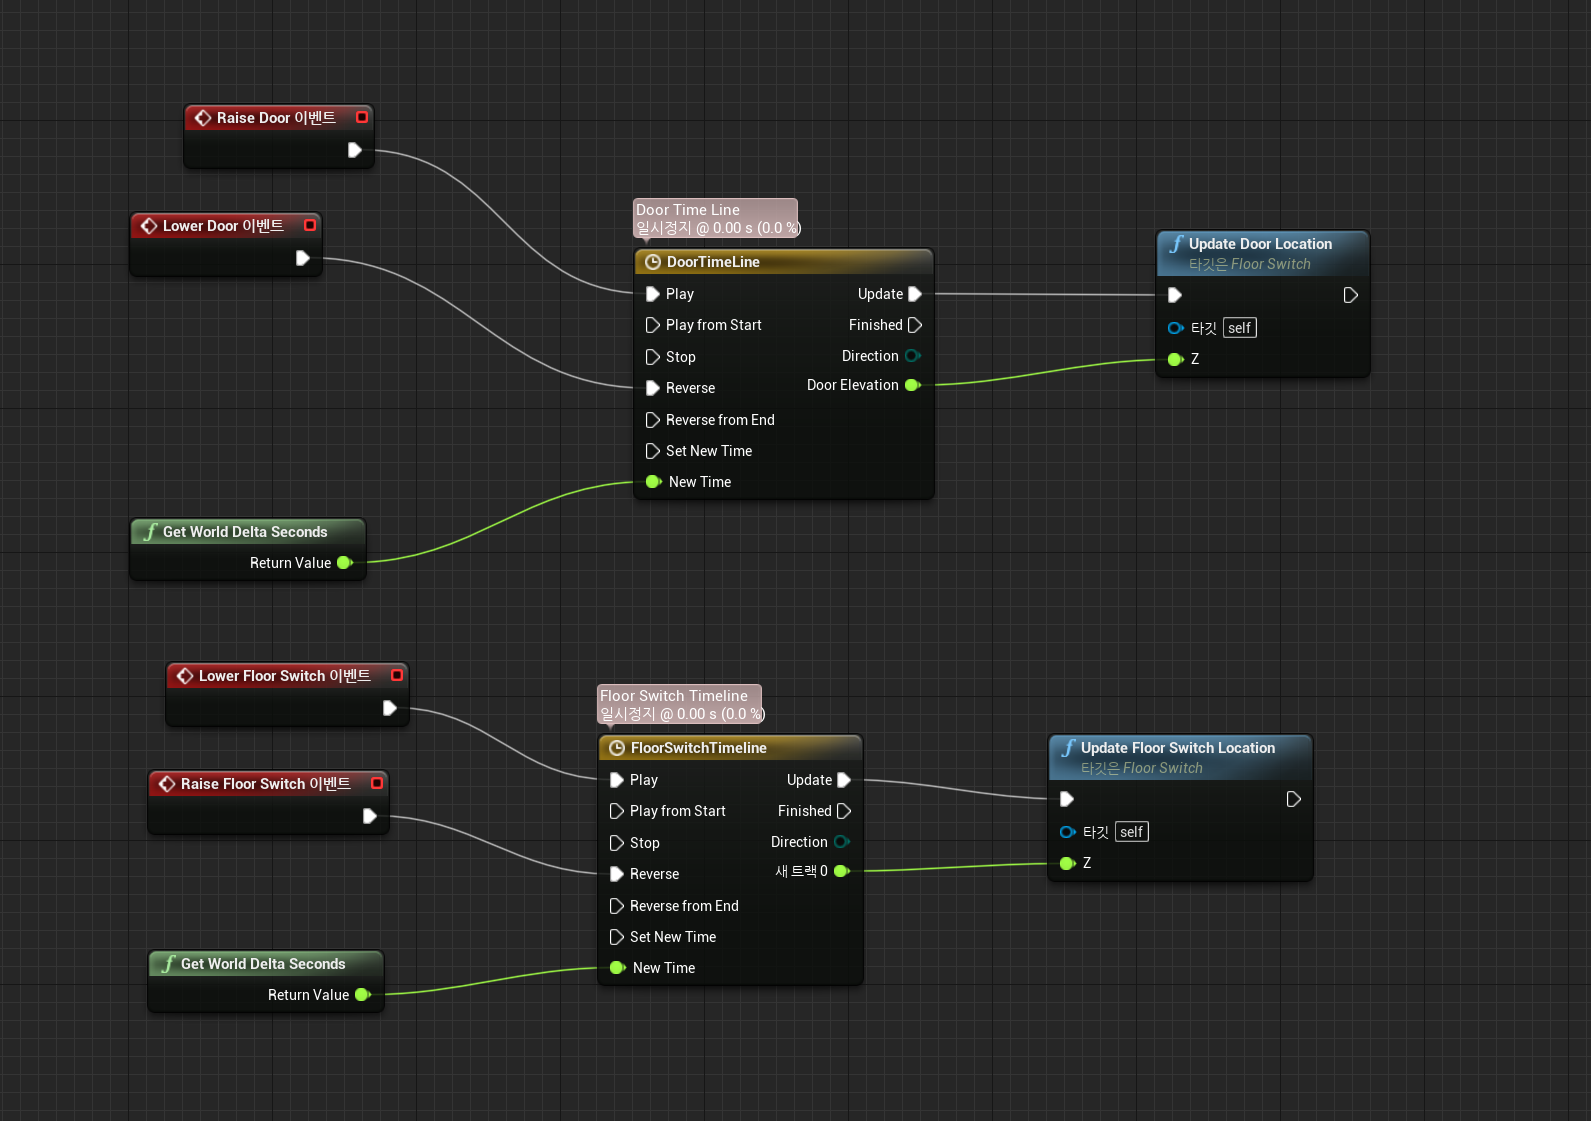 Raise Door 이벤트
Lower Door 이벤트
Door Time Line
일시정지 @ 0.00 s (0.0 %)
DoorTimeLine
Play
Update
Play from Start
Finished
Stop
Direction
Reverse
Door Elevation
Reverse from End
Set New Time
New Time
Update Door Location
타깃은 Floor Switch
타깃 self
Z
Get World Delta Seconds
Return Value
Lower Floor Switch 이벤트
Raise Floor Switch 이벤트
Floor Switch Timeline
일시정지 @ 0.00 s (0.0 %)
FloorSwitchTimeline
Play
Update
Play from Start
Finished
Stop
Direction
Reverse
새 트랙 0
Reverse from End
Set New Time
New Time
Update Floor Switch Location
타깃은 Floor Switch
타깃 self
Z
Get World Delta Seconds
Return Value